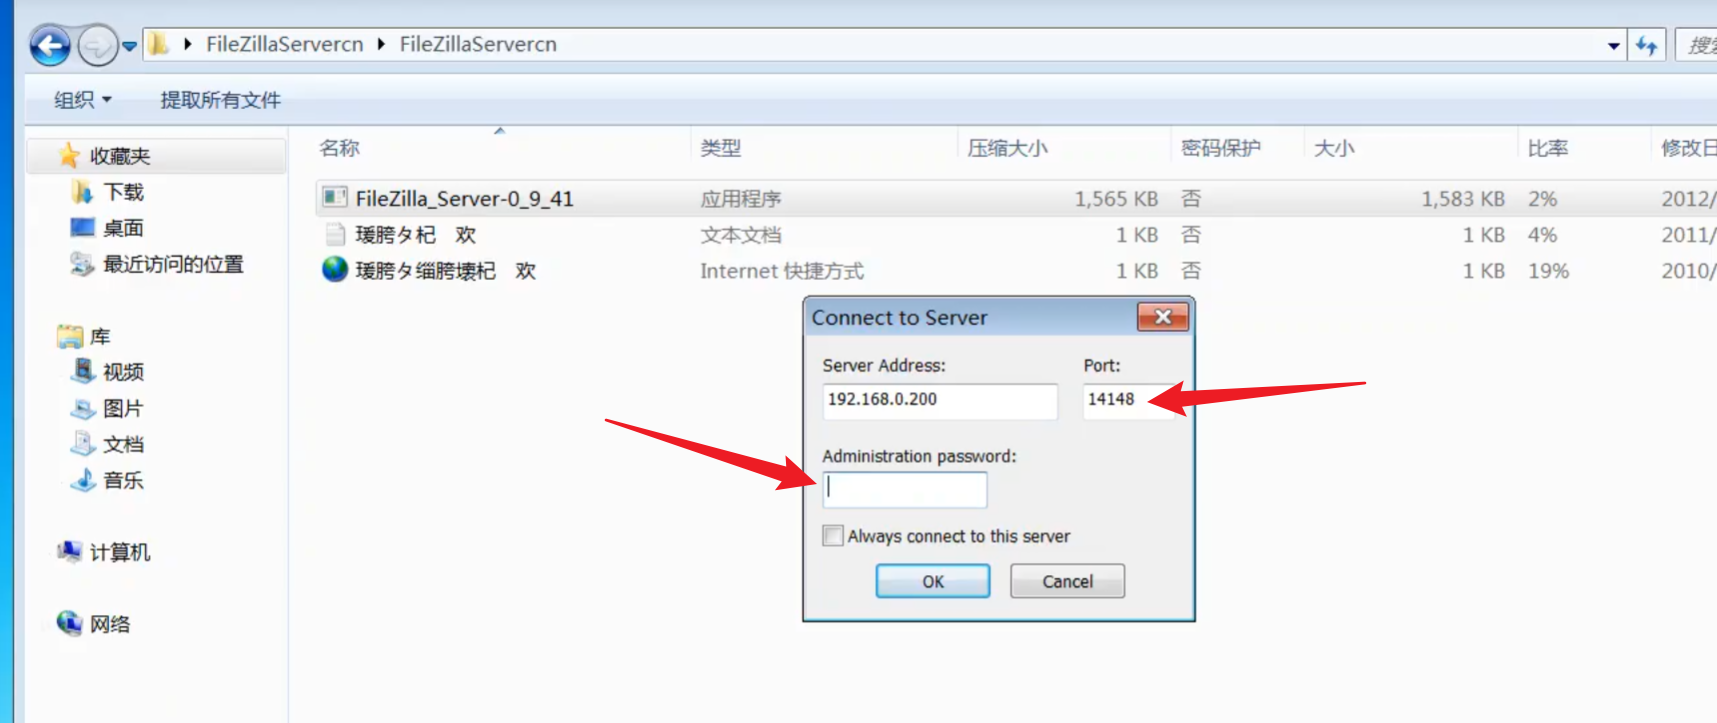 FileZillaServercn ▸ FileZillaServercn
搜
组织 提取所有文件
名称 类型 压缩大小 密码保护 大小 比率 修改日
收藏夹
下载
桌面
最近访问的位置
库
视频
图片
文档
音乐
计算机
网络
FileZilla_Server-0_9_41 应用程序 1,565 KB 否 1,583 KB 2% 2012/
瑗胯タ杞 欢 文本文档 1 KB 否 1 KB 4% 2011/
瑗胯タ缁胯壊杞 欢 Internet 快捷方式 1 KB 否 1 KB 19% 2010/
Connect to Server
Server Address: Port:
192.168.0.200 14148
Administration password:
Always connect to this server
OK Cancel